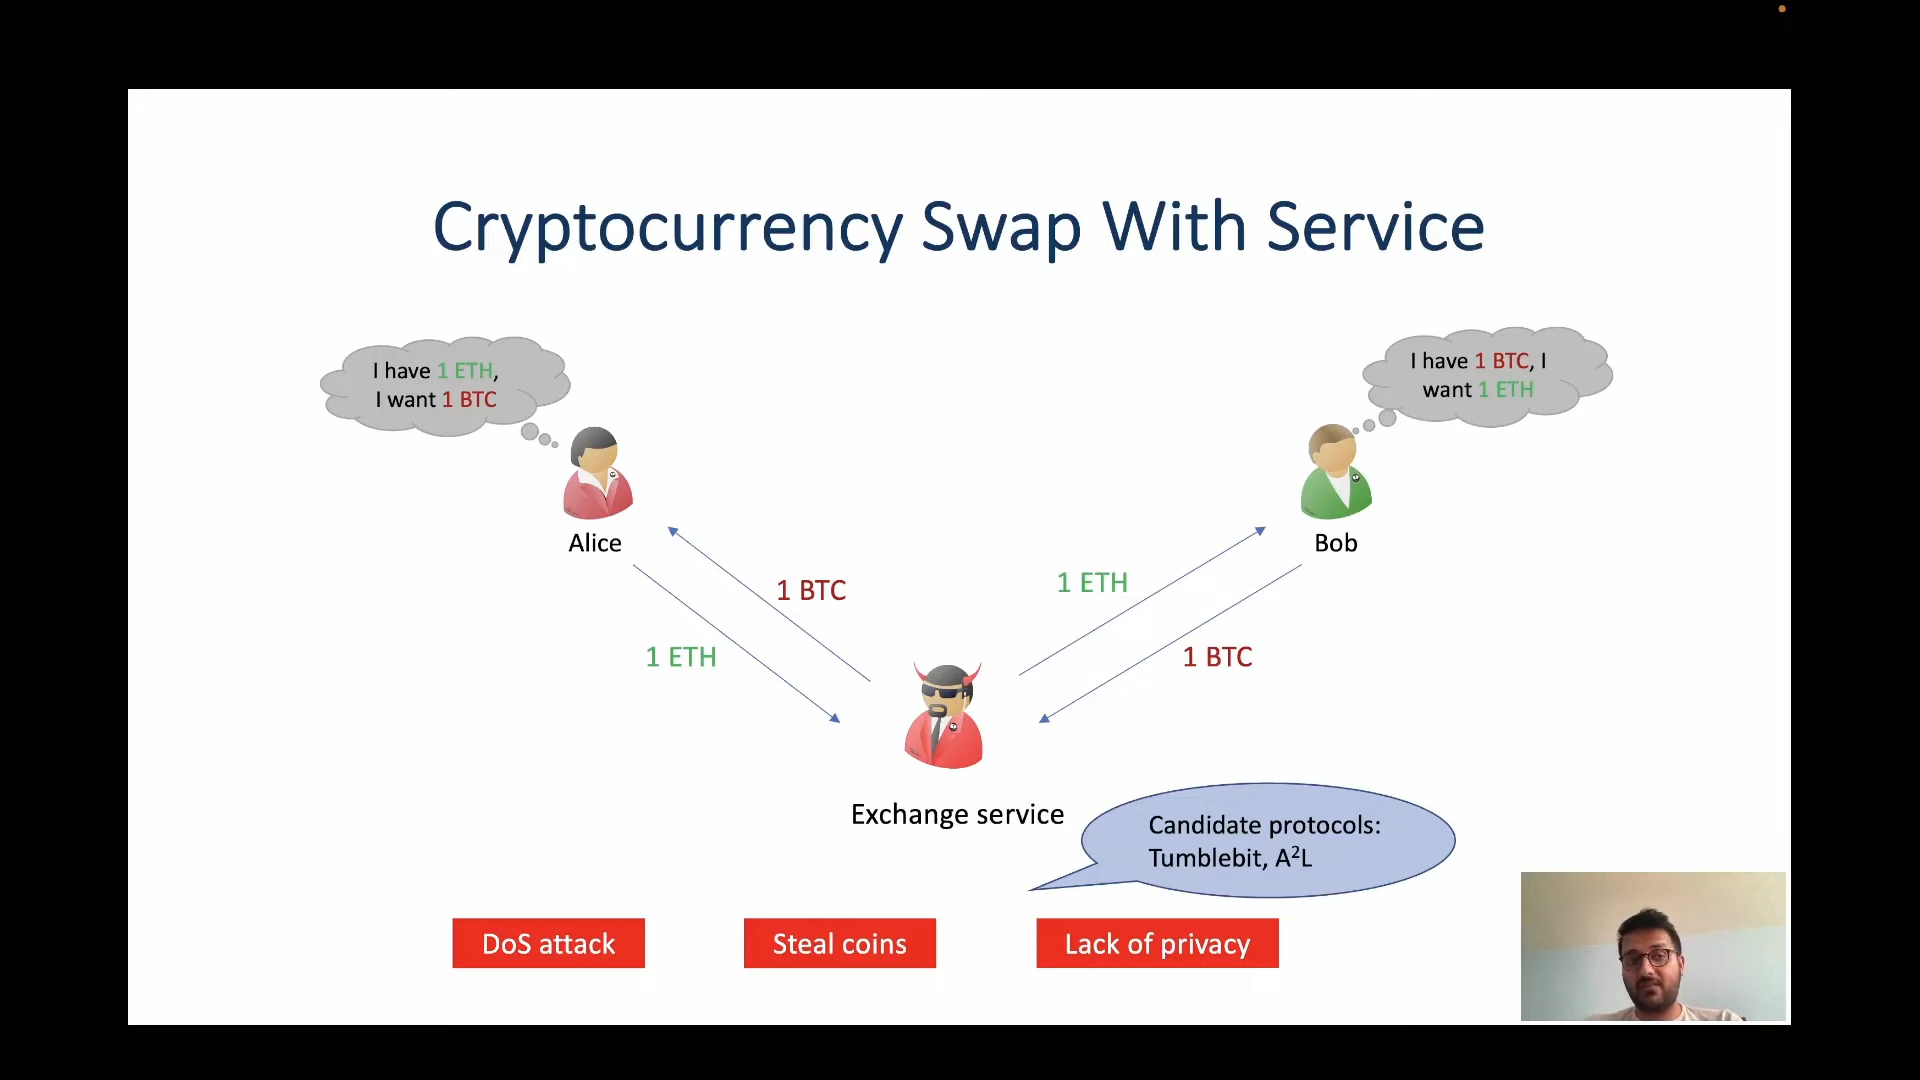 Cryptocurrency Swap With Service
I have 1 ETH,
I want 1 BTC
I have 1 BTC, I
want 1 ETH
Alice
Bob
1 BTC
1 ETH
1 ETH
1 BTC
Exchange service
Candidate protocols:
Tumblebit, A²L
DoS attack
Steal coins
Lack of privacy